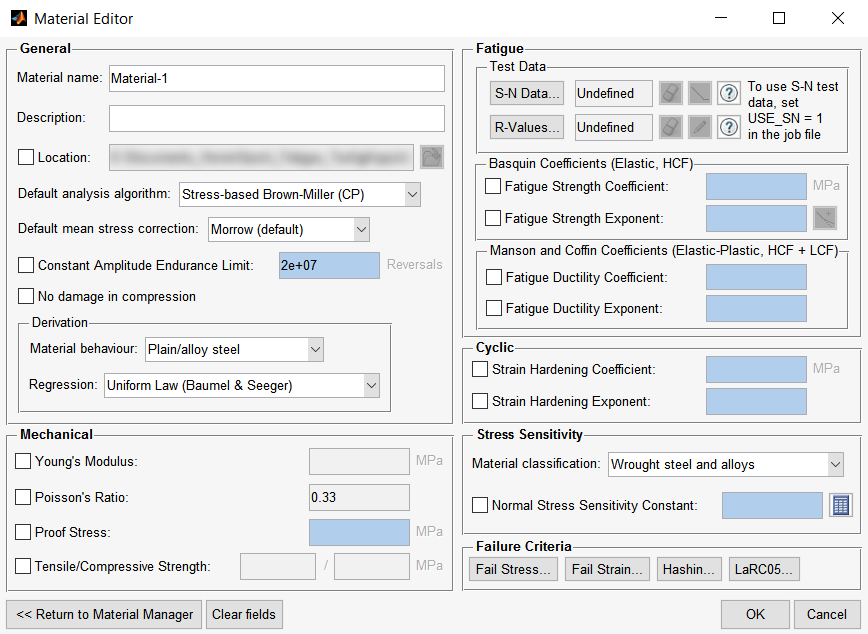 Material Editor
General
Material name: Material-1
Description:
Location:
Default analysis algorithm: Stress-based Brown-Miller (CP)
Default mean stress correction: Morrow (default)
Constant Amplitude Endurance Limit: 2e+07 Reversals
No damage in compression
Derivation
Material behaviour: Plain/alloy steel
Regression: Uniform Law (Baumel & Seeger)
Mechanical
Young's Modulus: MPa
Poisson's Ratio: 0.33
Proof Stress: MPa
Tensile/Compressive Strength: / MPa
Fatigue
Test Data
S-N Data... Undefined ?
R-Values... Undefined ?
To use S-N test
data, set
USE_SN = 1
in the job file
Basquin Coefficients (Elastic, HCF)
Fatigue Strength Coefficient: MPa
Fatigue Strength Exponent:
Manson and Coffin Coefficients (Elastic-Plastic, HCF + LCF)
Fatigue Ductility Coefficient:
Fatigue Ductility Exponent:
Cyclic
Strain Hardening Coefficient: MPa
Strain Hardening Exponent:
Stress Sensitivity
Material classification: Wrought steel and alloys
Normal Stress Sensitivity Constant:
Failure Criteria
Fail Stress... Fail Strain... Hashin... LaRC05...
<< Return to Material Manager Clear fields OK Cancel